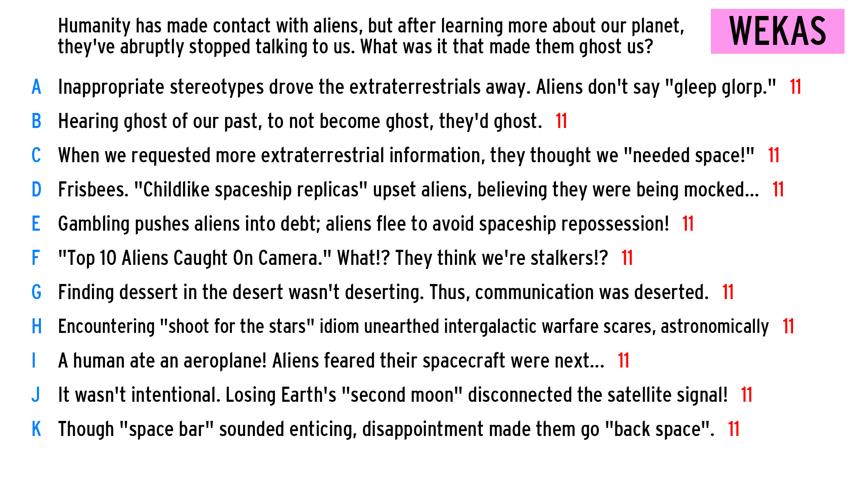 Humanity has made contact with aliens, but after learning more about our planet,
they've abruptly stopped talking to us. What was it that made them ghost us?
WEKAS
A Inappropriate stereotypes drove the extraterrestrials away. Aliens don't say "gleep glorp." 11
B Hearing ghost of our past, to not become ghost, they'd ghost. 11
C When we requested more extraterrestrial information, they thought we "needed space!" 11
D Frisbees. "Childlike spaceship replicas" upset aliens, believing they were being mocked... 11
E Gambling pushes aliens into debt; aliens flee to avoid spaceship repossession! 11
F "Top 10 Aliens Caught On Camera." What!? They think we're stalkers!? 11
G Finding dessert in the desert wasn't deserting. Thus, communication was deserted. 11
H Encountering "shoot for the stars" idiom unearthed intergalactic warfare scares, astronomically 11
I A human ate an aeroplane! Aliens feared their spacecraft were next... 11
J It wasn't intentional. Losing Earth's "second moon" disconnected the satellite signal! 11
K Though "space bar" sounded enticing, disappointment made them go "back space". 11